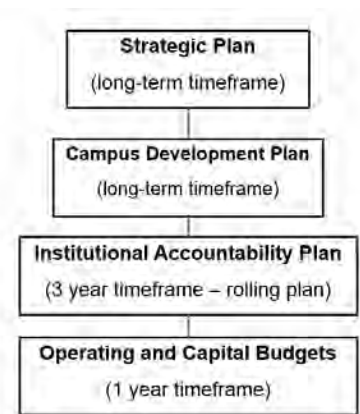 Strategic Plan
(long-term timeframe)
Campus Development Plan
(long-term timeframe)
Institutional Accountability Plan
(3 year timeframe – rolling plan)
Operating and Capital Budgets
(1 year timeframe)